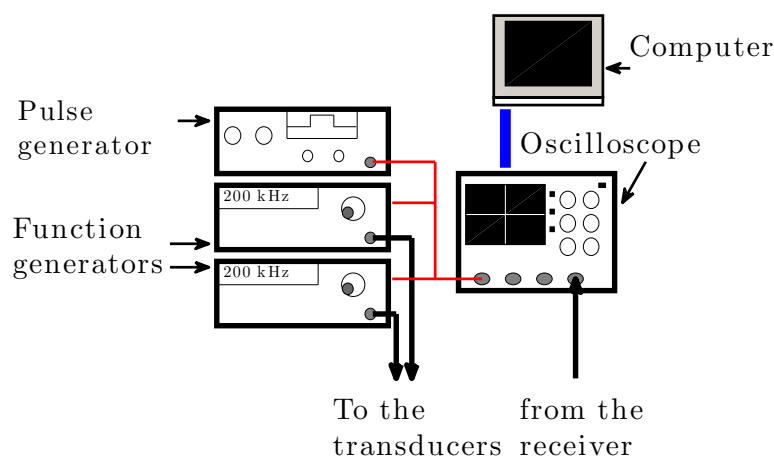 Computer
Pulse
generator
Oscilloscope
200 kHz
Function
generators
200 kHz
To the
transducers
from the
receiver